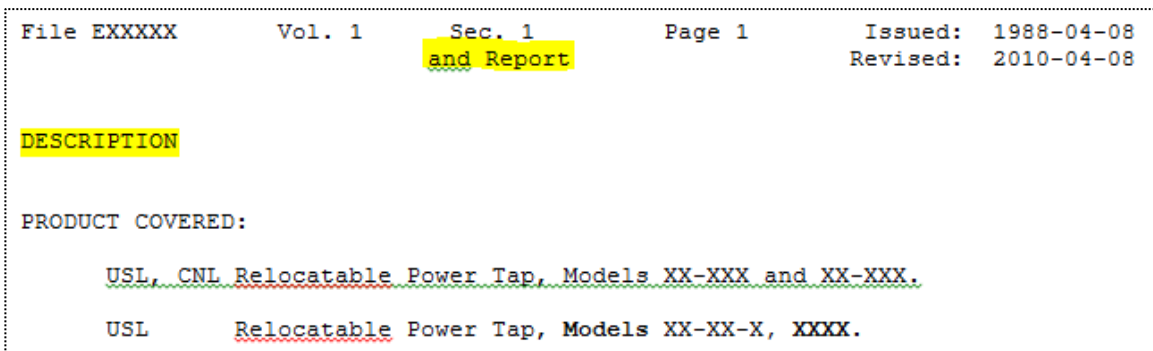 File EXXXXX Vol. 1 Sec. 1 Page 1 Issued: 1988-04-08
and Report Revised: 2010-04-08
DESCRIPTION
PRODUCT COVERED:
USL, CNL Relocatable Power Tap, Models XX-XXX and XX-XXX.
USL Relocatable Power Tap, Models XX-XX-X, XXXX.